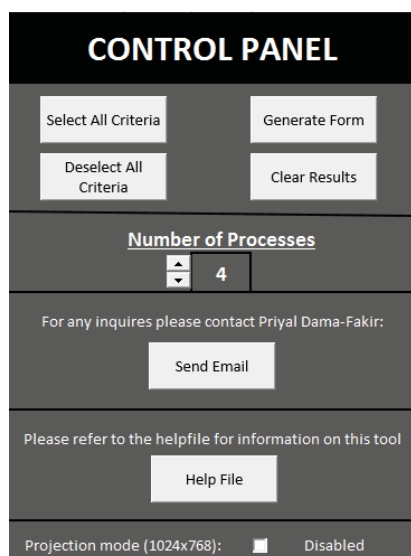 CONTROL PANEL
Select All Criteria
Generate Form
Deselect All
Criteria
Clear Results
Number of Processes
4
For any inquires please contact Priyal Dama-Fakir:
Send Email
Please refer to the helpfile for information on this tool
Help File
Projection mode (1024x768): Disabled